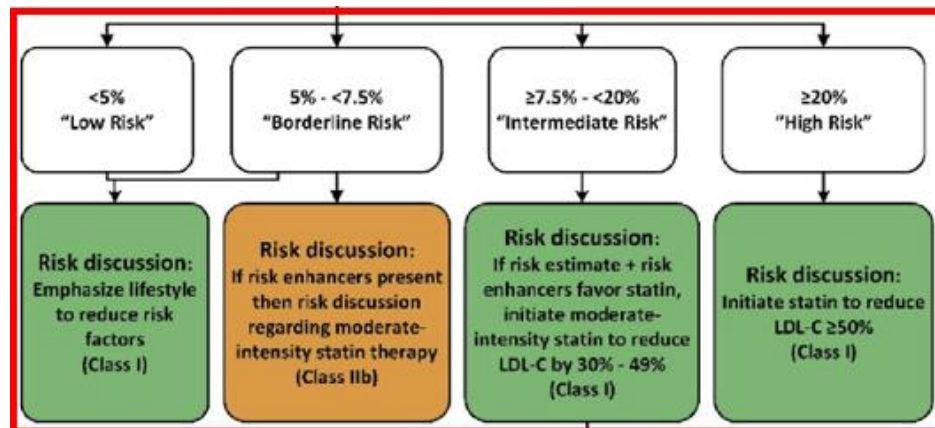 <5%
“Low Risk”
5% - <7.5%
“Borderline Risk”
≥7.5% - <20%
“Intermediate Risk”
≥20%
“High Risk”
Risk discussion:
Emphasize lifestyle
to reduce risk
factors
(Class I)
Risk discussion:
If risk enhancers present
then risk discussion
regarding moderate-
intensity statin therapy
(Class IIb)
Risk discussion:
If risk estimate + risk
enhancers favor statin,
initiate moderate-
intensity statin to reduce
LDL-C by 30% - 49%
(Class I)
Risk discussion:
Initiate statin to reduce
LDL-C ≥50%
(Class I)